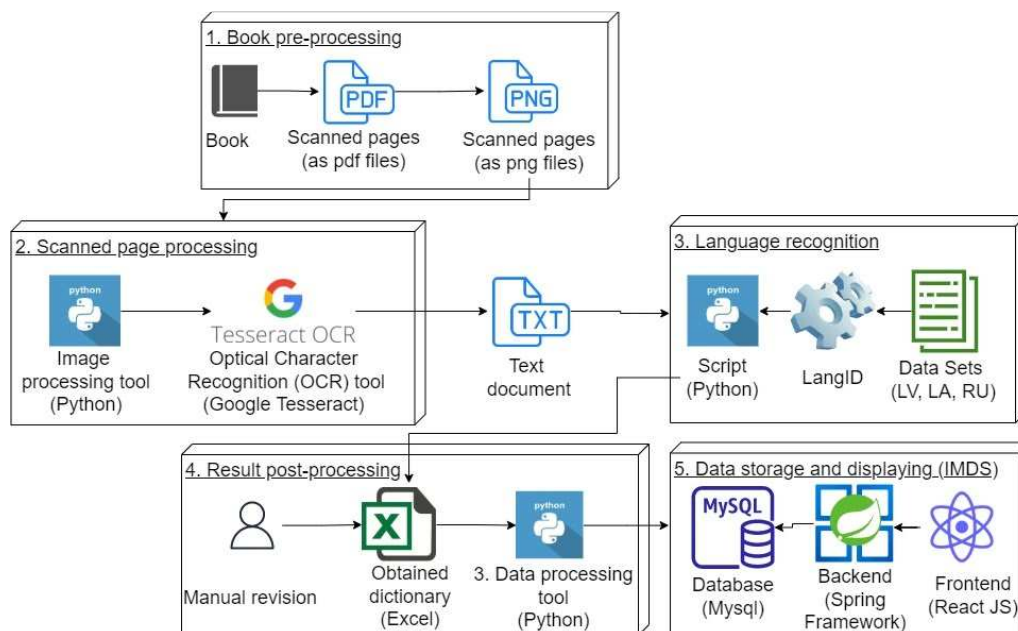 1. Book pre-processing
PDF
PNG
Book
Scanned pages
(as pdf files)
Scanned pages
(as png files)
2. Scanned page processing
python
Tesseract OCR
Image
processing tool
(Python)
Optical Character
Recognition (OCR) tool
(Google Tesseract)
TXT
Text
document
3. Language recognition
python
Script
(Python)
LangID
Data Sets
(LV, LA, RU)
4. Result post-processing
Manual revision
X
Obtained
dictionary
(Excel)
python
3. Data processing
tool
(Python)
5. Data storage and displaying (IMDS)
MySQL
Database
(Mysql)
Backend
(Spring
Framework)
Frontend
(React JS)